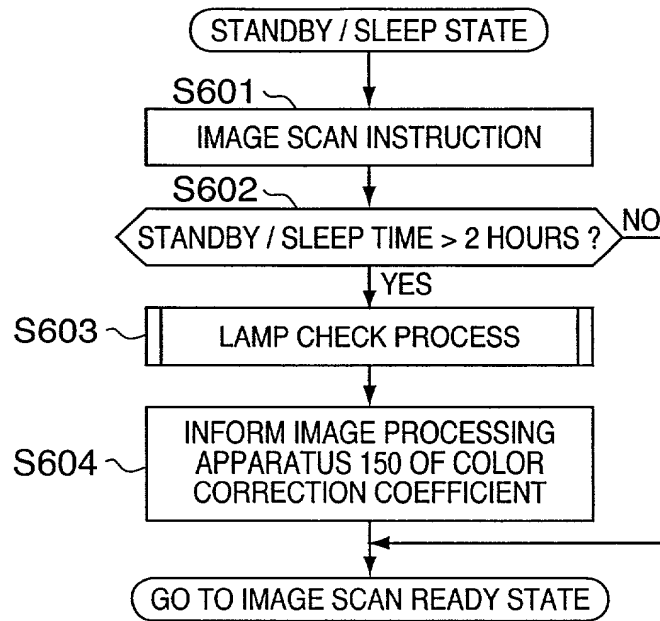 STANDBY / SLEEP STATE
S601
IMAGE SCAN INSTRUCTION
S602
STANDBY / SLEEP TIME > 2 HOURS ?
NO
YES
S603
LAMP CHECK PROCESS
S604
INFORM IMAGE PROCESSING
APPARATUS 150 OF COLOR
CORRECTION COEFFICIENT
GO TO IMAGE SCAN READY STATE